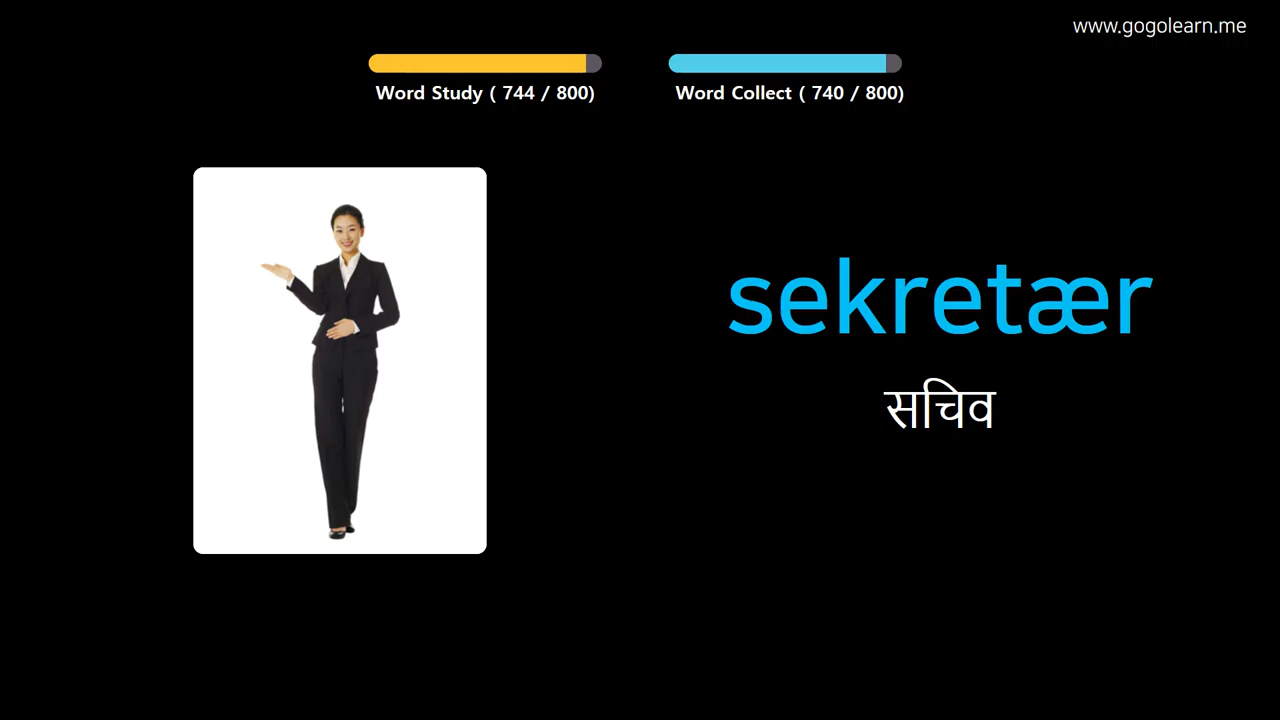 www.gogolearn.me
Word Study ( 744 / 800)
Word Collect ( 740 / 800)
sekretær
सचिव